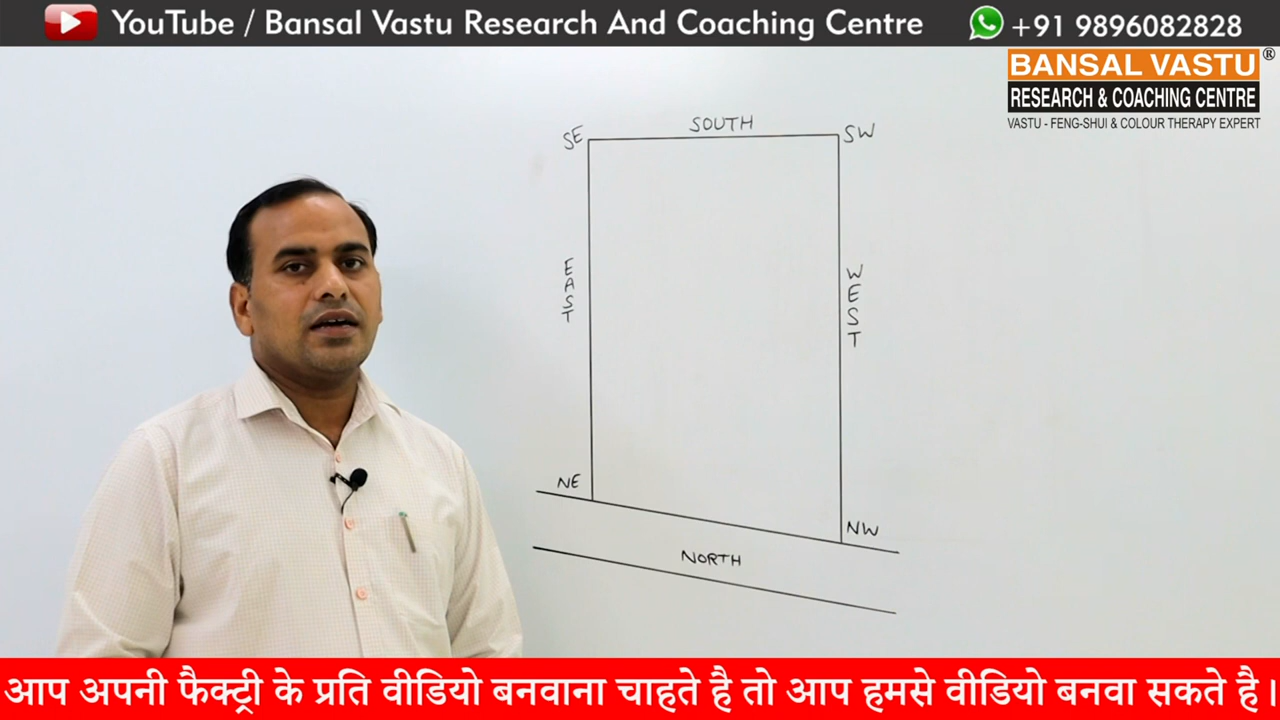 YouTube / Bansal Vastu Research And Coaching Centre
+91 9896082828
BANSAL VASTU ®
RESEARCH & COACHING CENTRE
VASTU - FENG-SHUI & COLOUR THERAPY EXPERT
SE
SOUTH
SW
EAST
WEST
NE
NW
NORTH
आप अपनी फैक्ट्री के प्रति वीडियो बनवाना चाहते है तो आप हमसे वीडियो बनवा सकते है।